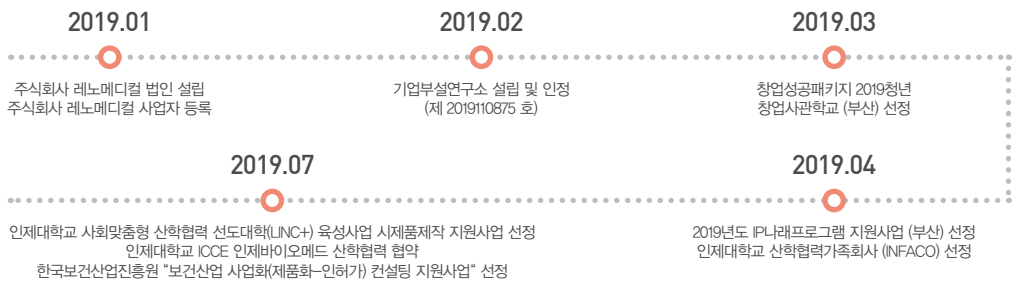 2019.01
주식회사 레노메디컬 법인 설립
주식회사 레노메디컬 사업자 등록
2019.02
기업부설연구소 설립 및 인정
(제 2019110875 호)
2019.03
창업성공패키지 2019청년
창업사관학교 (부산) 선정
2019.04
2019년도 IP나래프로그램 지원사업 (부산) 선정
인제대학교 산학협력가족회사 (INFACO) 선정
2019.07
인제대학교 사회맞춤형 산학협력 선도대학(LINC+) 육성사업 시제품제작 지원사업 선정
인제대학교 ICCE 인제바이오메드 산학협력 협약
한국보건산업진흥원 "보건산업 사업화(제품화-인허가) 컨설팅 지원사업" 선정